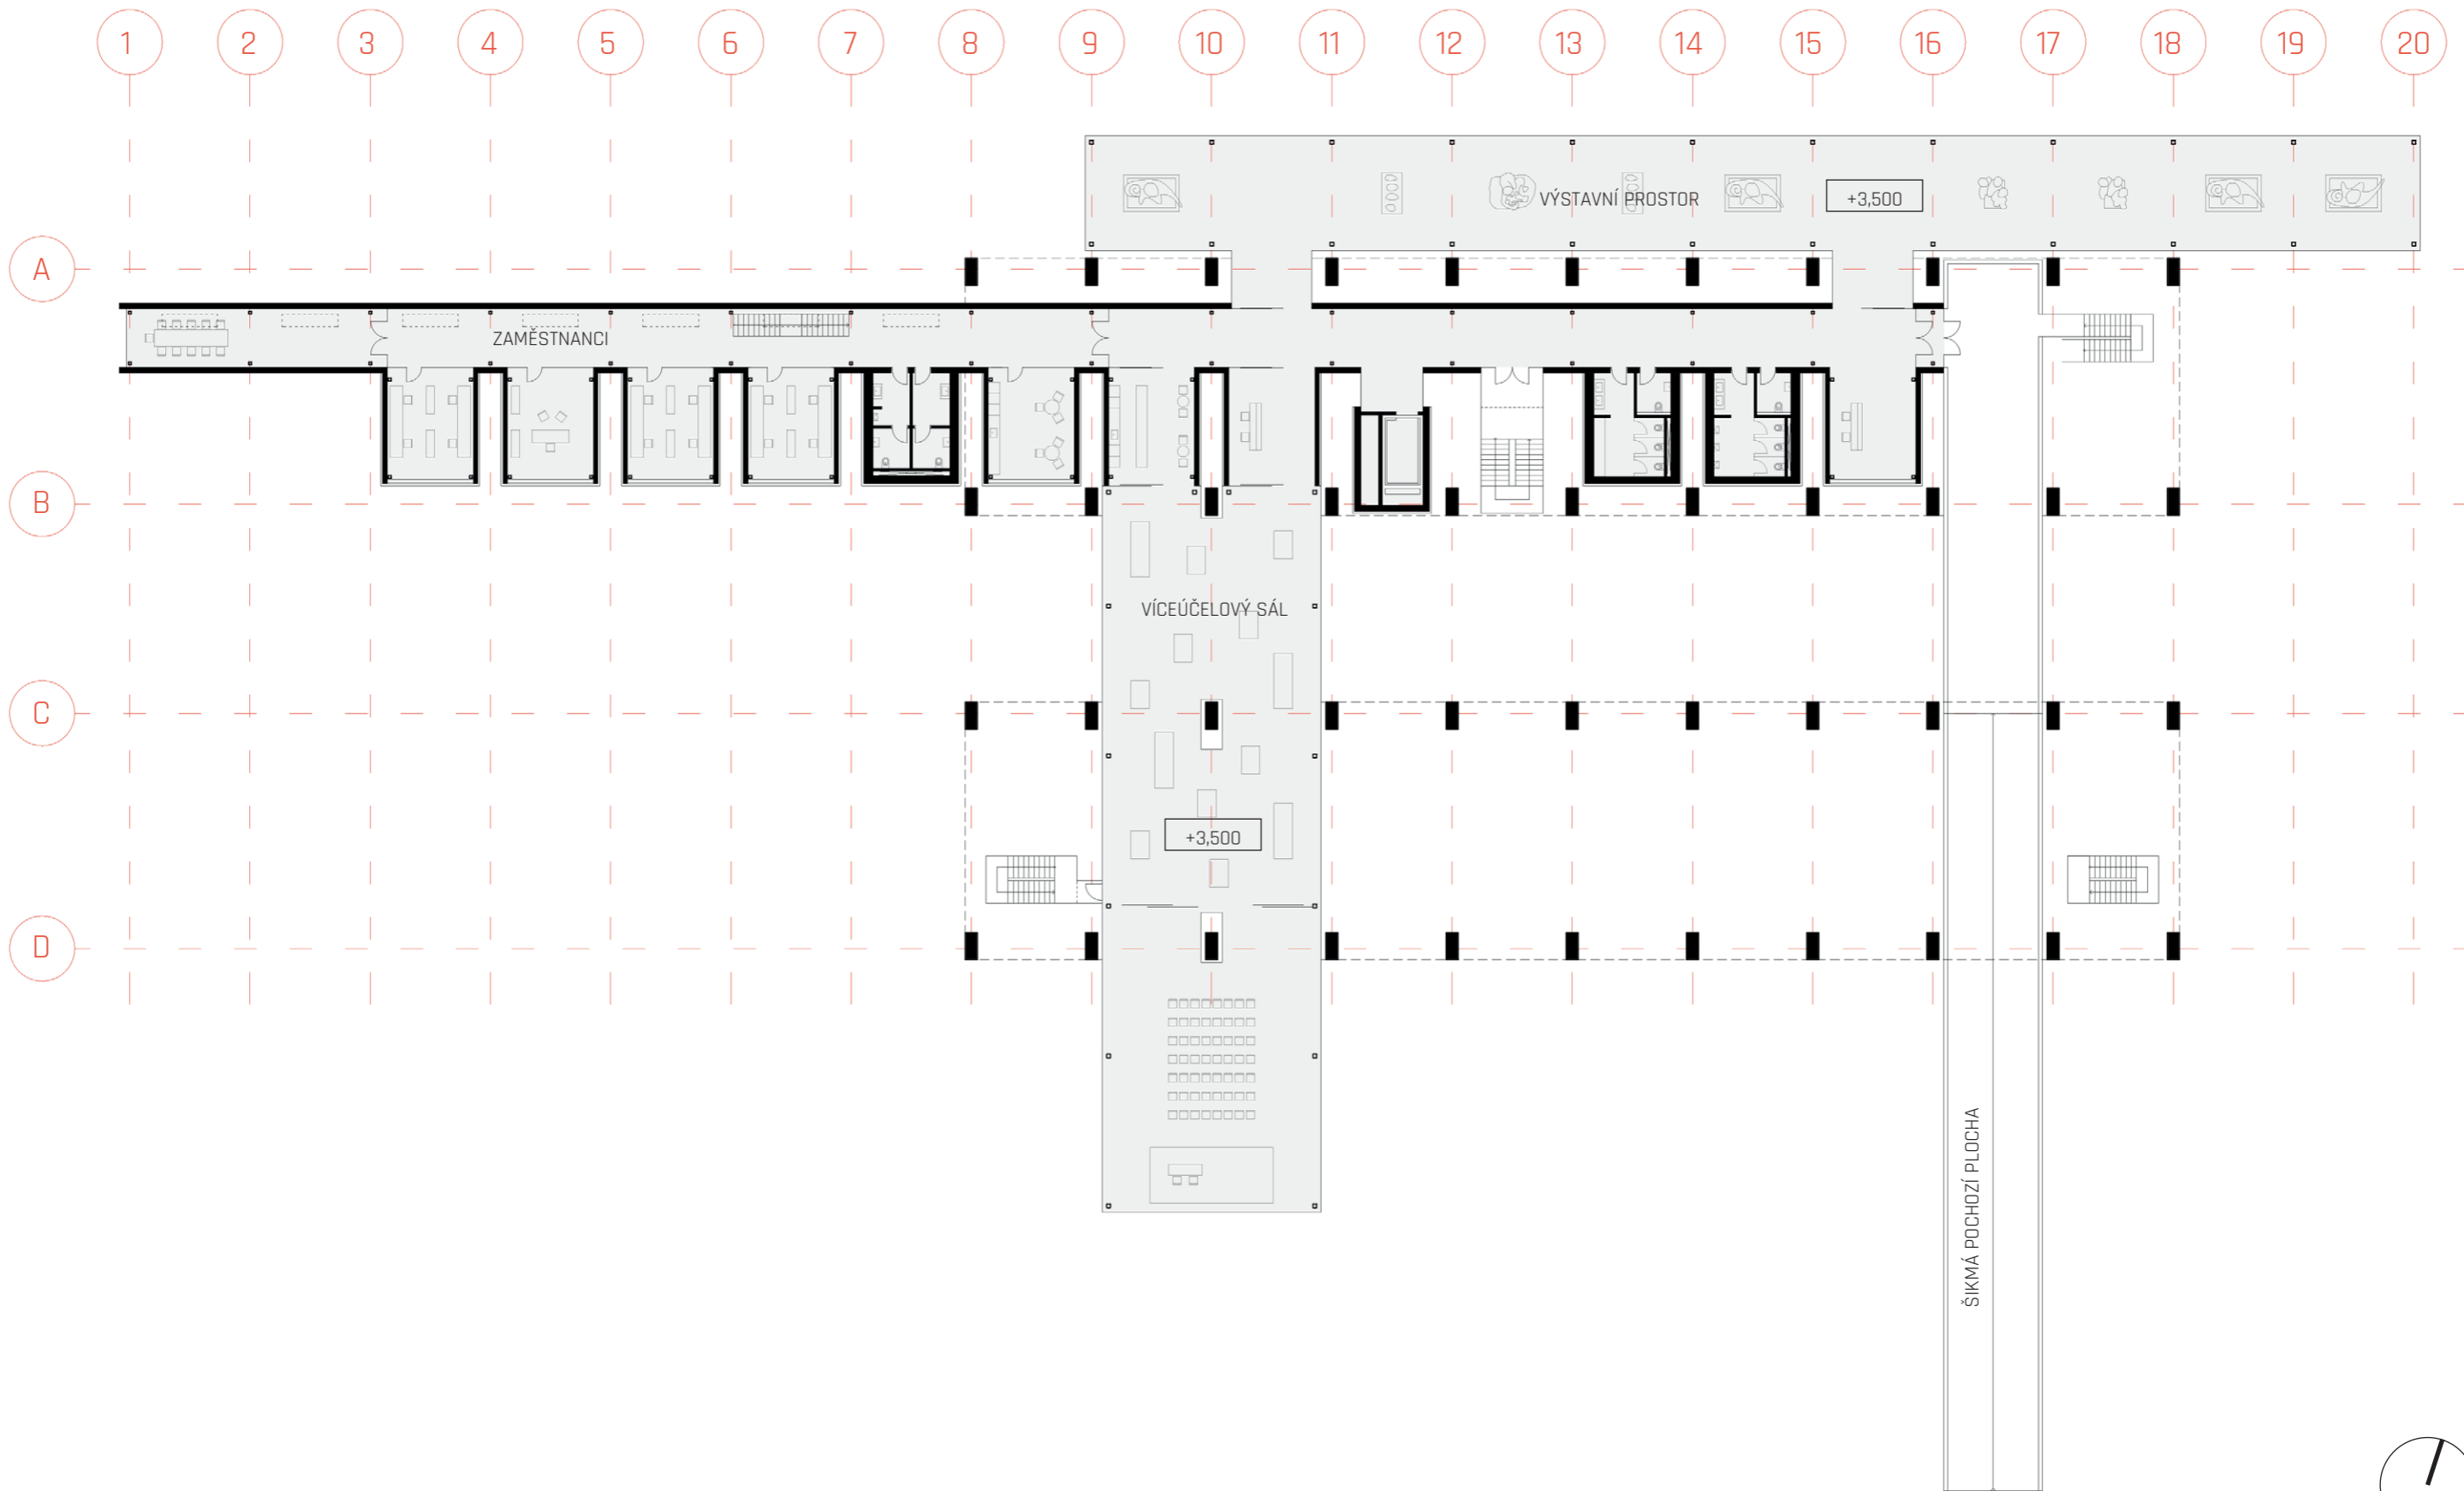 1 2 3 4 5 6 7 8 9 10 11 12 13 14 15 16 17 18 19 20
VÝSTAVNÍ PROSTOR
+3,500
A
ZAMĚSTNANCI
B
VÍCEÚČELOVÝ SÁL
C
+3,500
D
ŠIKMÁ POCHOZÍ PLOCHA